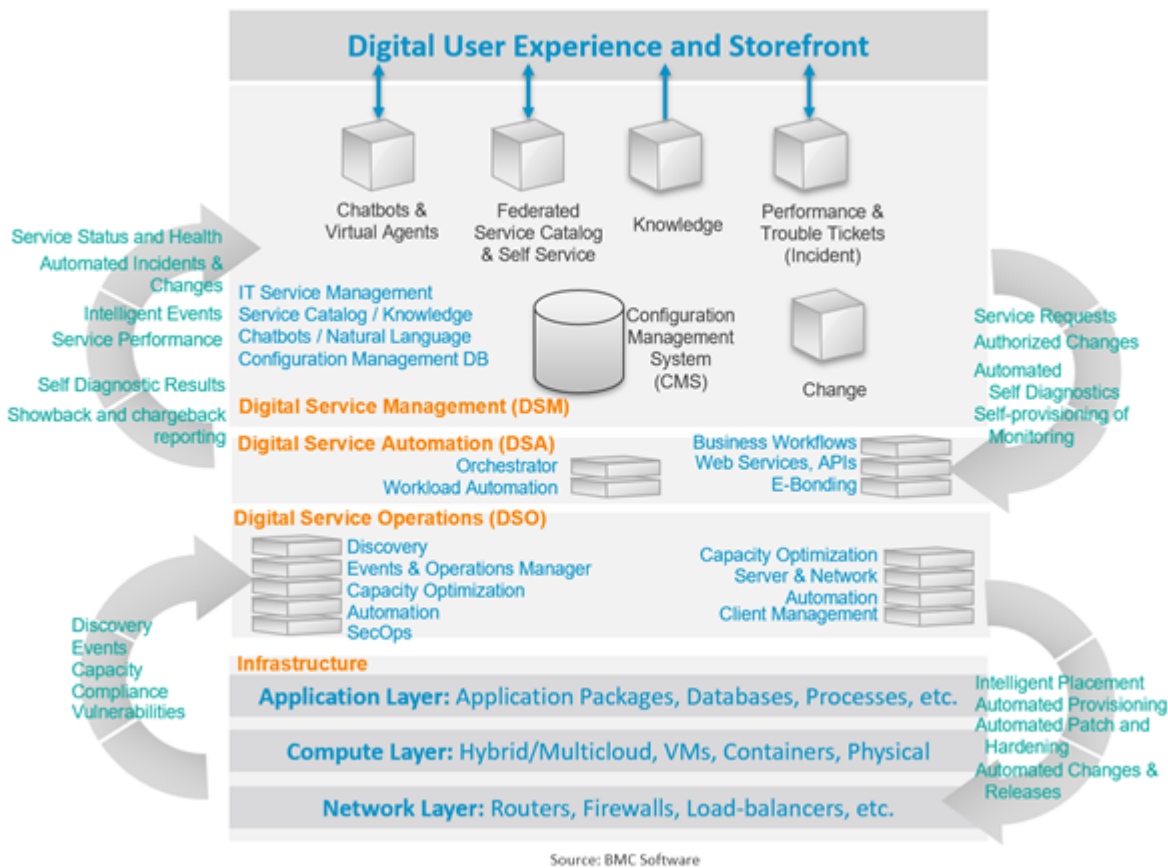 Digital User Experience and Storefront
Chatbots &
Virtual Agents
Federated
Service Catalog
& Self Service
Knowledge
Performance &
Trouble Tickets
(Incident)
Service Status and Health
Automated Incidents &
Changes
Intelligent Events
Service Performance
Self Diagnostic Results
Showback and chargeback
reporting
IT Service Management
Service Catalog / Knowledge
Chatbots / Natural Language
Configuration Management DB
Configuration
Management
System
(CMS)
Change
Service Requests
Authorized Changes
Automated
Self Diagnostics
Self-provisioning of
Monitoring
Digital Service Management (DSM)
Digital Service Automation (DSA)
Orchestrator
Workload Automation
Business Workflows
Web Services, APIs
E-Bonding
Digital Service Operations (DSO)
Discovery
Events & Operations Manager
Capacity Optimization
Automation
SecOps
Capacity Optimization
Server & Network
Automation
Client Management
Discovery
Events
Capacity
Compliance
Vulnerabilities
Infrastructure
Application Layer: Application Packages, Databases, Processes, etc.
Compute Layer: Hybrid/Multicloud, VMs, Containers, Physical
Network Layer: Routers, Firewalls, Load-balancers, etc.
Intelligent Placement
Automated Provisioning
Automated Patch and
Hardening
Automated Changes &
Releases
Source: BMC Software